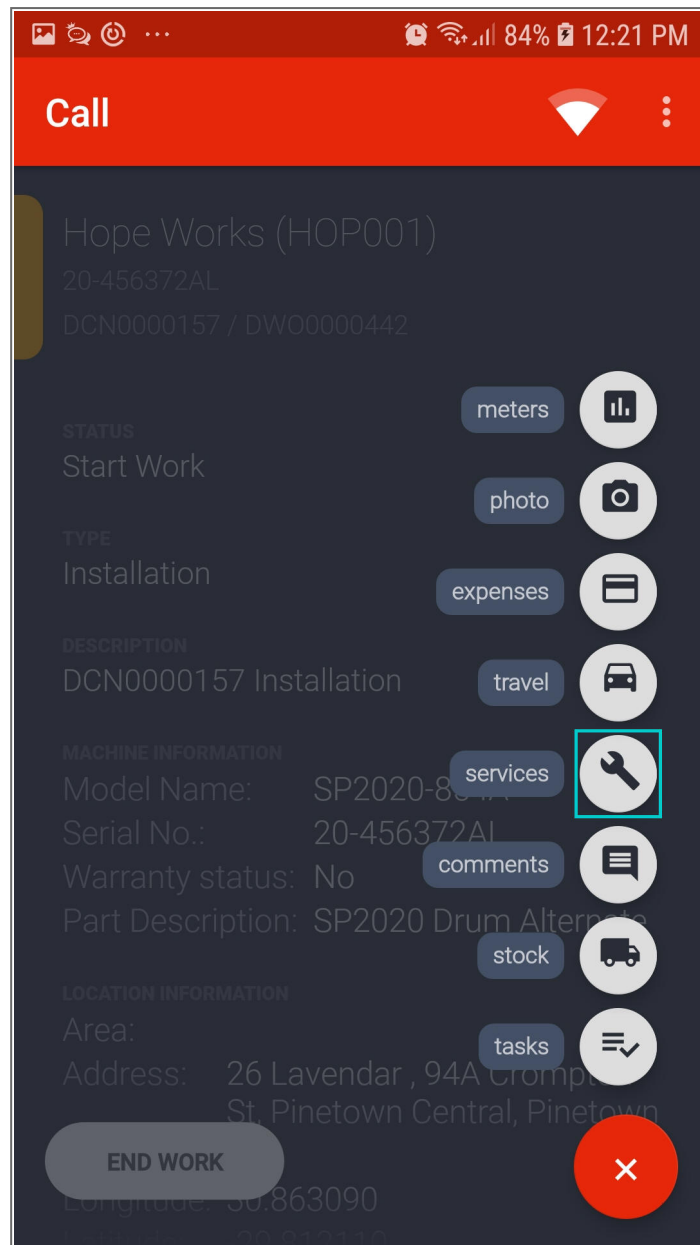 84% 12:21 PM
Call
Hope Works (HOP001)
20-456372AL
DCN0000157 / DWO0000442
meters
STATUS
Start Work
photo
TYPE
Installation
expenses
DESCRIPTION
DCN0000157 Installation
travel
MACHINE INFORMATION
services
Model Name:
Serial No.: 20-456372AL
comments
Warranty status: No
Part Description: SP2020 Drum Alternate
stock
LOCATION INFORMATION
Area:
tasks
Address: 26 Lavendar , 94A
St, Pinetown Central, Pinetown
END WORK
Longitude: 30.863090